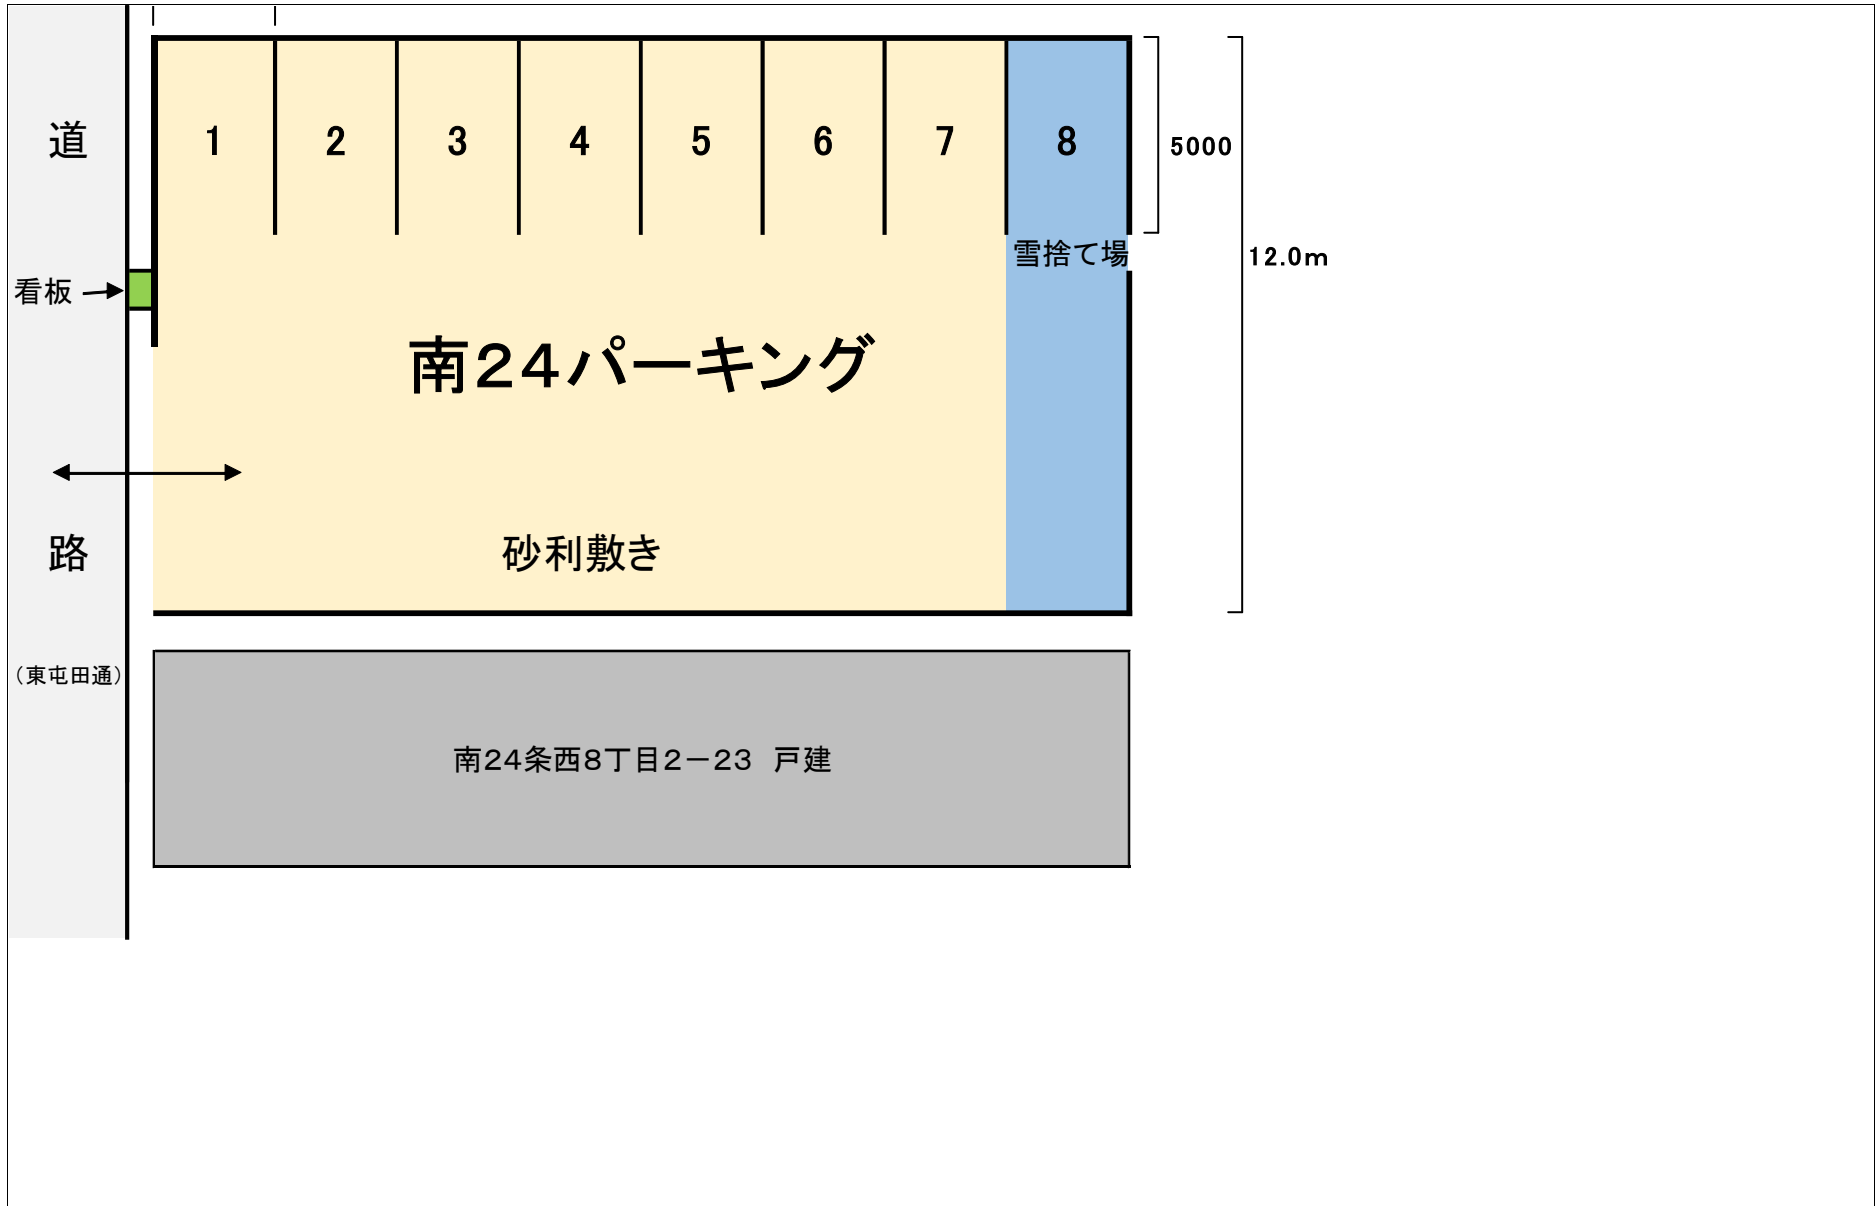 道
1 2 3 4 5 6 7 8
5000
雪捨て場
12.0m
看板
南24パーキング
路
砂利敷き
（東屯田通）
南24条西8丁目2－23　戸建